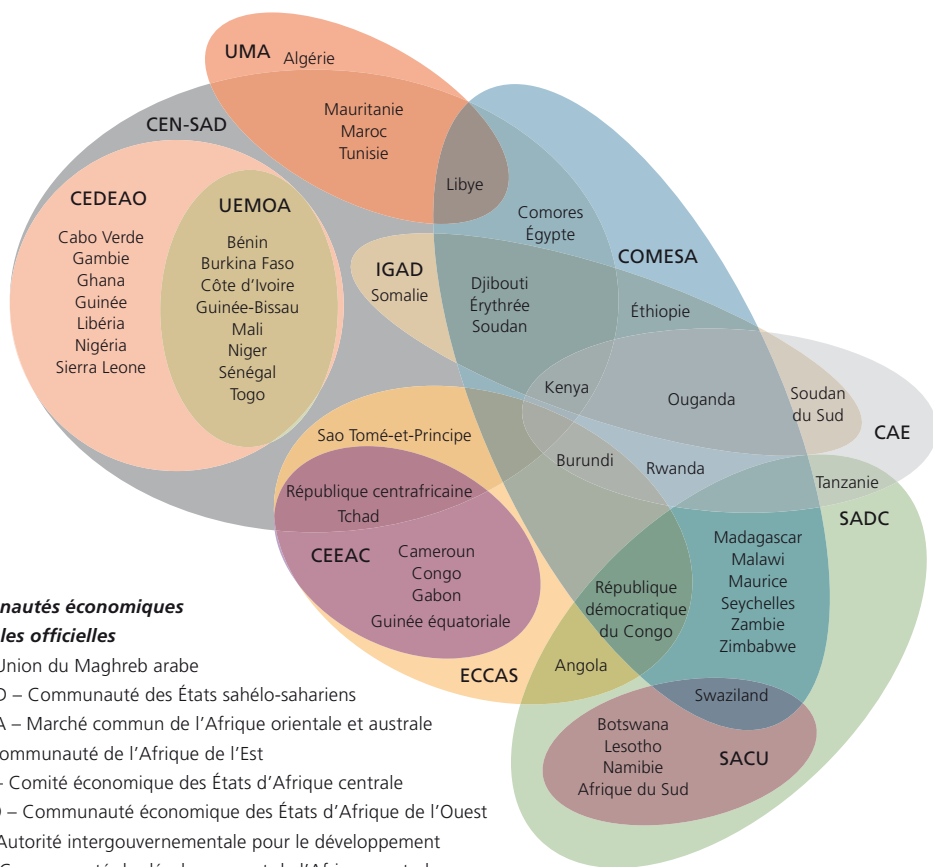 UMA
Algérie
Mauritanie
Maroc
Tunisie
CEN-SAD
Libye
CEDEAO
Cabo Verde
Gambie
Ghana
Guinée
Libéria
Nigéria
Sierra Leone
UEMOA
Bénin
Burkina Faso
Côte d’Ivoire
Guinée-Bissau
Mali
Niger
Sénégal
Togo
Comores
Égypte
COMESA
IGAD
Somalie
Djibouti
Érythrée
Soudan
Éthiopie
Kenya
Ouganda
Soudan
du Sud
CAE
Sao Tomé-et-Principe
Burundi
Rwanda
Tanzanie
SADC
République centrafricaine
Tchad
CEEAC
Cameroun
Congo
Gabon
Guinée équatoriale
ECCAS
République
démocratique
du Congo
Angola
Madagascar
Malawi
Maurice
Seychelles
Zambie
Zimbabwe
Swaziland
Botswana
Lesotho
Namibie
Afrique du Sud
SACU
économiques
officielles
Union du Maghreb arabe
– Communauté des États sahélo-sahariens
– Marché commun de l’Afrique orientale et australe
de l’Afrique de l’Est
– Comité économique des États d’Afrique centrale
– Communauté économique des États d’Afrique de l’Ouest
Autorité intergouvernementale pour le développement